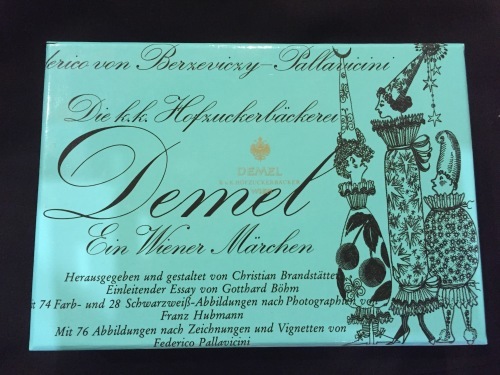 erico von Berzeviczy-Pallavicini
Die k.k. Hofzuckerbäckerei
DEMEL
WIEN
Demel
Ein Wiener Märchen
Herausgegeben und gestaltet von Christian Brandstätte
Einleitender Essay von Gotthard Böhm
t 74 Farb- und 28 Schwarzweiß-Abbildungen nach Photographien von
Franz Hubmann
Mit 76 Abbildungen nach Zeichnungen und Vignetten von
Federico Pallavicini